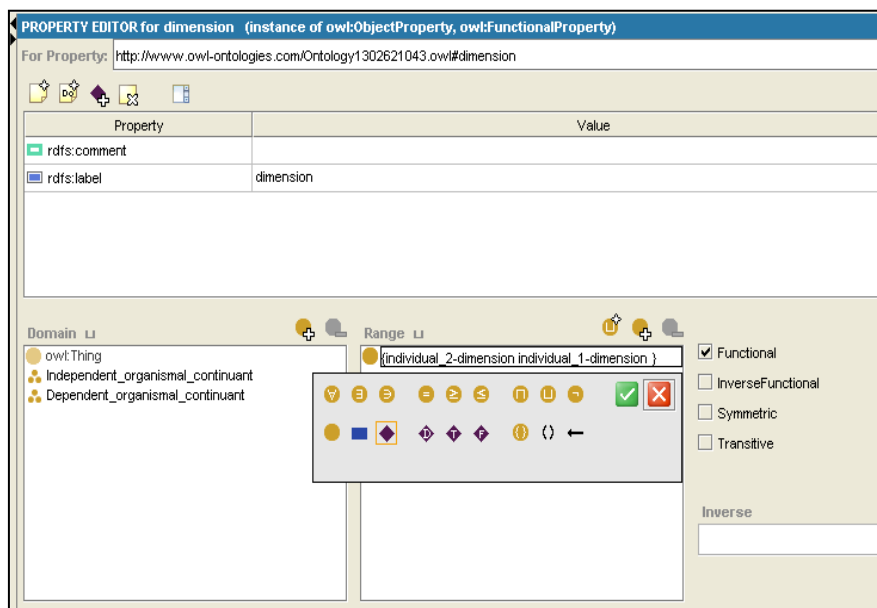 PROPERTY EDITOR for dimension (instance of owl:ObjectProperty, owl:FunctionalProperty)
For Property: http://www.owl-ontologies.com/Ontology1302621043.owl#dimension
Property Value
rdfs:comment
rdfs:label dimension
Domain ⊔ Range ⊔
owl:Thing {individual_2-dimension individual_1-dimension }
Independent_organismal_continuant
Dependent_organismal_continuant
∀ ∃ ∋ = ≥ ≤ ⊓ ⊔ ¬
D T F {} () ←
Functional
InverseFunctional
Symmetric
Transitive
Inverse